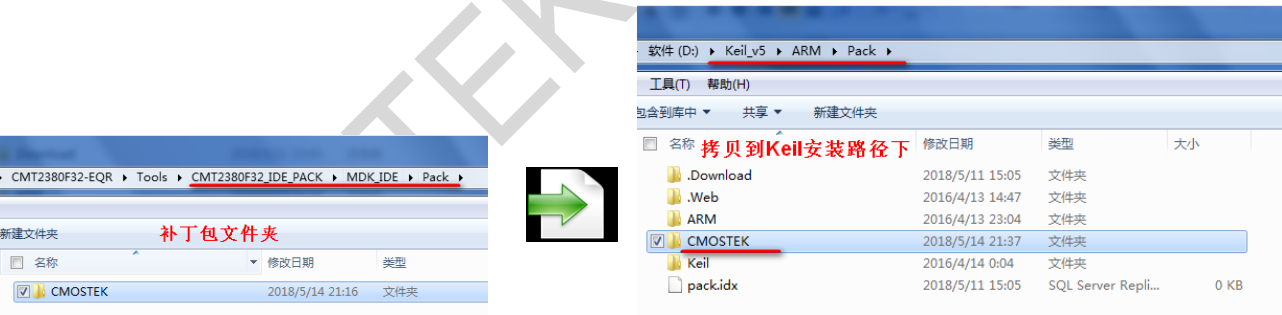 TEK
CMT2380F32-EQR ▸ Tools ▸ CMT2380F32_IDE_PACK ▸ MDK_IDE ▸ Pack ▸
新建文件夹
补丁包文件夹
名称 修改日期 类型
CMOSTEK 2018/5/14 21:16 文件夹
软件 (D:) ▸ Keil_v5 ▸ ARM ▸ Pack ▸
工具(T) 帮助(H)
包含到库中 共享 新建文件夹
名称 拷贝到Keil安装路径下 修改日期 类型 大小
.Download 2018/5/11 15:05 文件夹
.Web 2016/4/13 14:47 文件夹
ARM 2016/4/13 23:04 文件夹
CMOSTEK 2018/5/14 21:37 文件夹
Keil 2016/4/14 0:04 文件夹
pack.idx 2018/5/11 15:05 SQL Server Repli... 0 KB